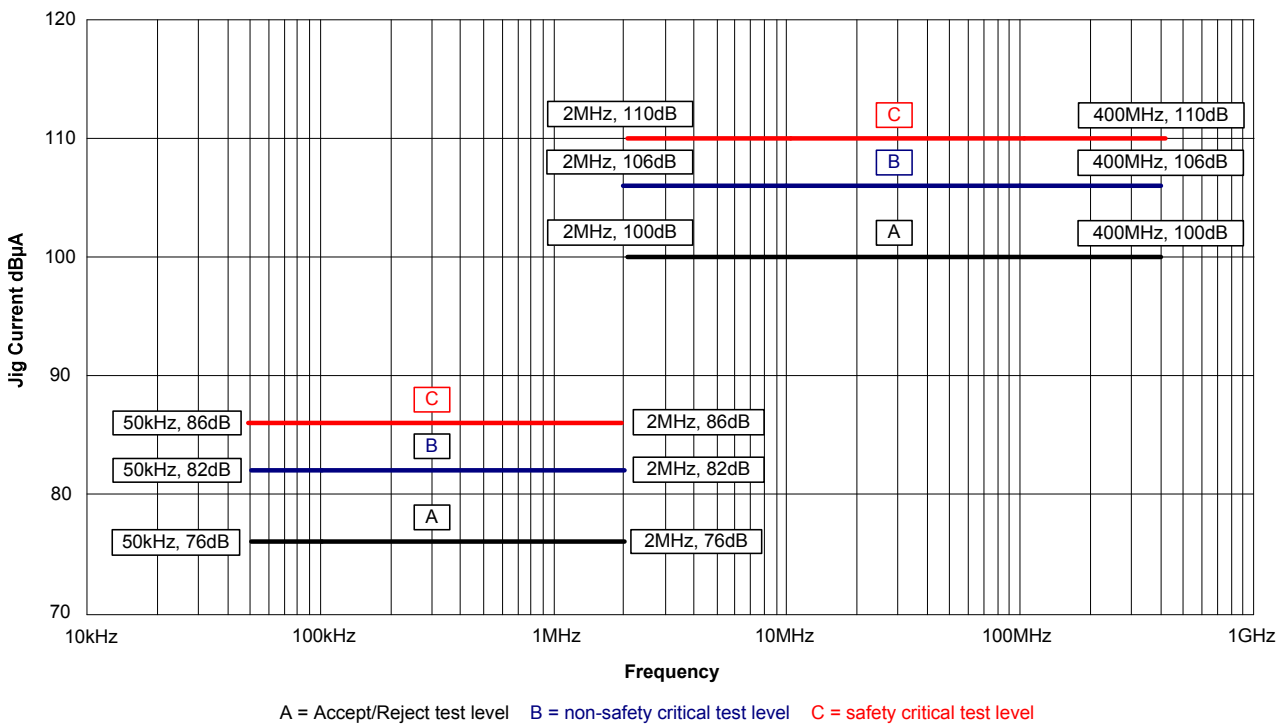 120
2MHz, 110dB
C
400MHz, 110dB
110
2MHz, 106dB
B
400MHz, 106dB
2MHz, 100dB
A
400MHz, 100dB
100
Jig Current dBµA
90
C
50kHz, 86dB
2MHz, 86dB
B
50kHz, 82dB
2MHz, 82dB
80
A
50kHz, 76dB
2MHz, 76dB
70
10kHz 100kHz 1MHz 10MHz 100MHz 1GHz
Frequency
A = Accept/Reject test level B = non-safety critical test level C = safety critical test level